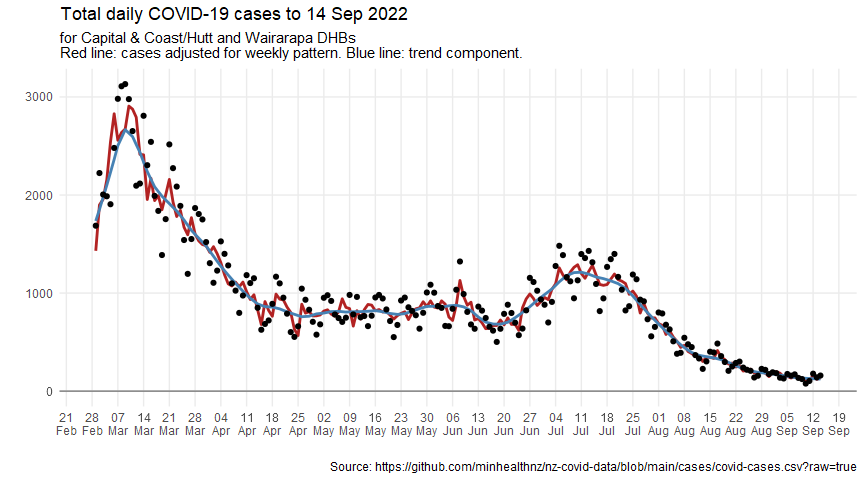 Total daily COVID-19 cases to 14 Sep 2022
for Capital & Coast/Hutt and Wairarapa DHBs
Red line: cases adjusted for weekly pattern. Blue line: trend component.
3000
2000
1000
0
21 28 07 14 21 28 04 11 18 25 02 09 16 23 30 06 13 20 27 04 11 18 25 01 08 15 22 29 05 12 19
Feb Feb Mar Mar Mar Mar Apr Apr Apr Apr May May May May May Jun Jun Jun Jun Jul Jul Jul Jul Aug Aug Aug Aug Aug Sep Sep Sep
Source: https://github.com/minhealthnz/nz-covid-data/blob/main/cases/covid-cases.csv?raw=true